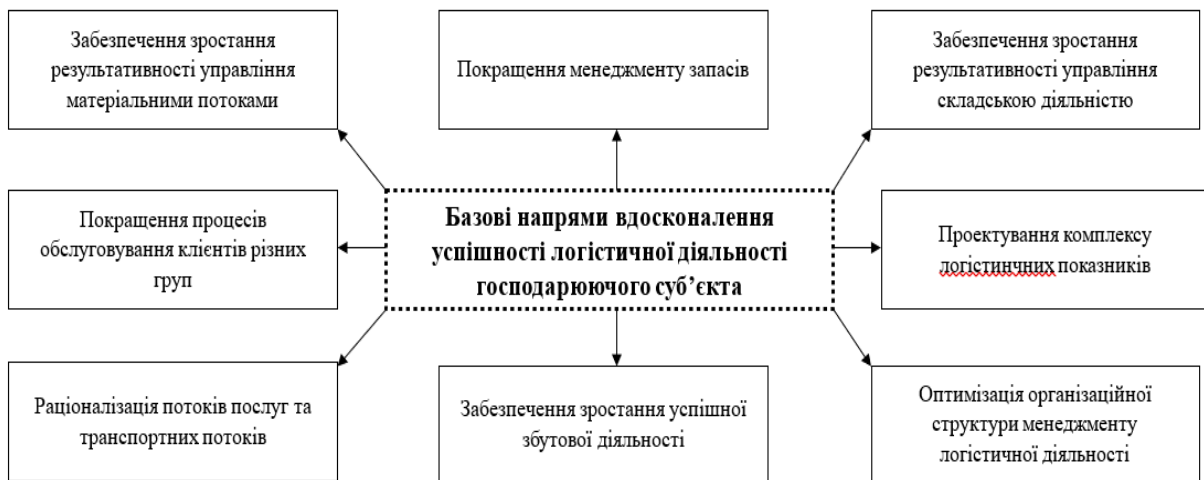 Забезпечення зростання
результативності управління
матеріальними потоками
Покращення менеджменту запасів
Забезпечення зростання
результативності управління
складською діяльністю
Покращення процесів
обслуговування клієнтів різних
груп
Базові напрями вдосконалення
успішності логістичної діяльності
господарюючого суб’єкта
Проектування комплексу
логістинчних показників
Раціоналізація потоків послуг та
транспортних потоків
Забезпечення зростання успішної
збутової діяльності
Оптимізація організаційної
структури менеджменту
логістичної діяльності